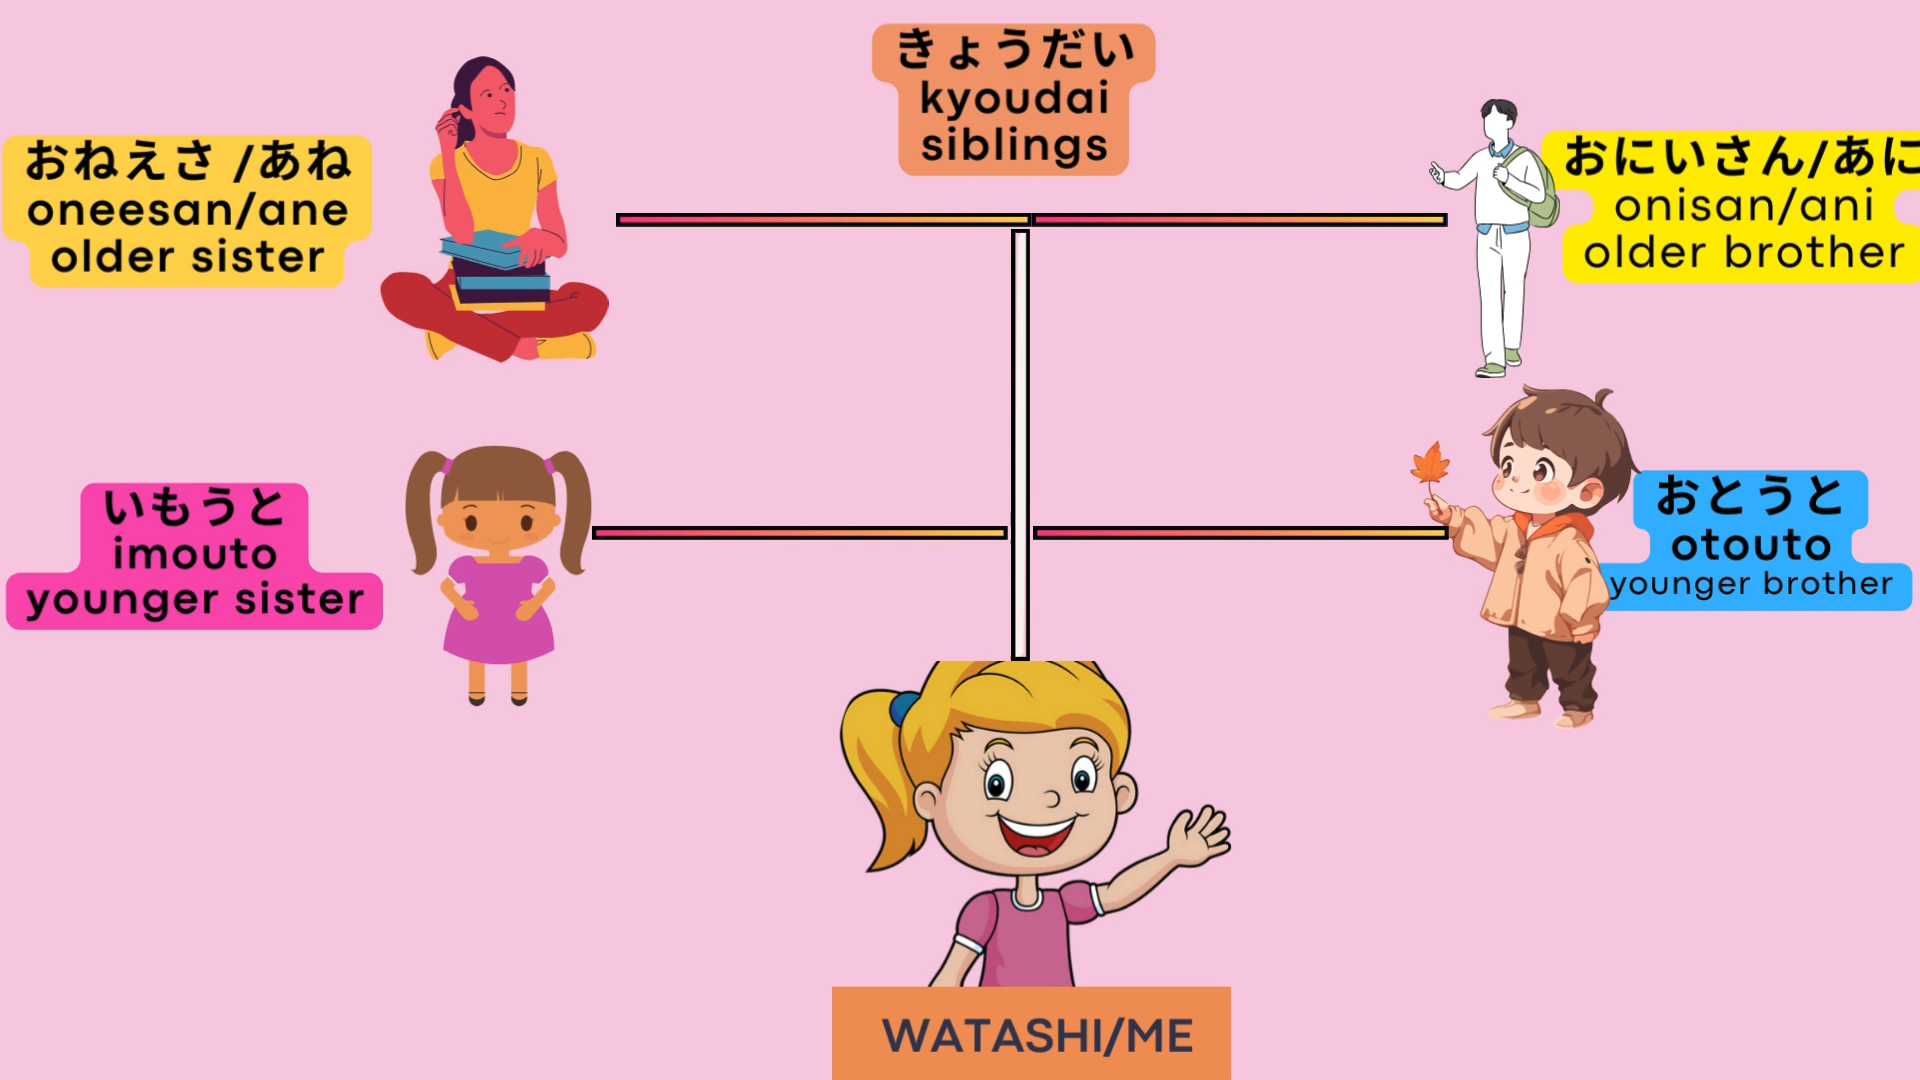 きょうだい
kyoudai
siblings
おねえさ /あね
oneesan/ane
older sister
おにいさん/あに
onisan/ani
older brother
いもうと
imouto
younger sister
おとうと
otouto
younger brother
WATASHI/ME